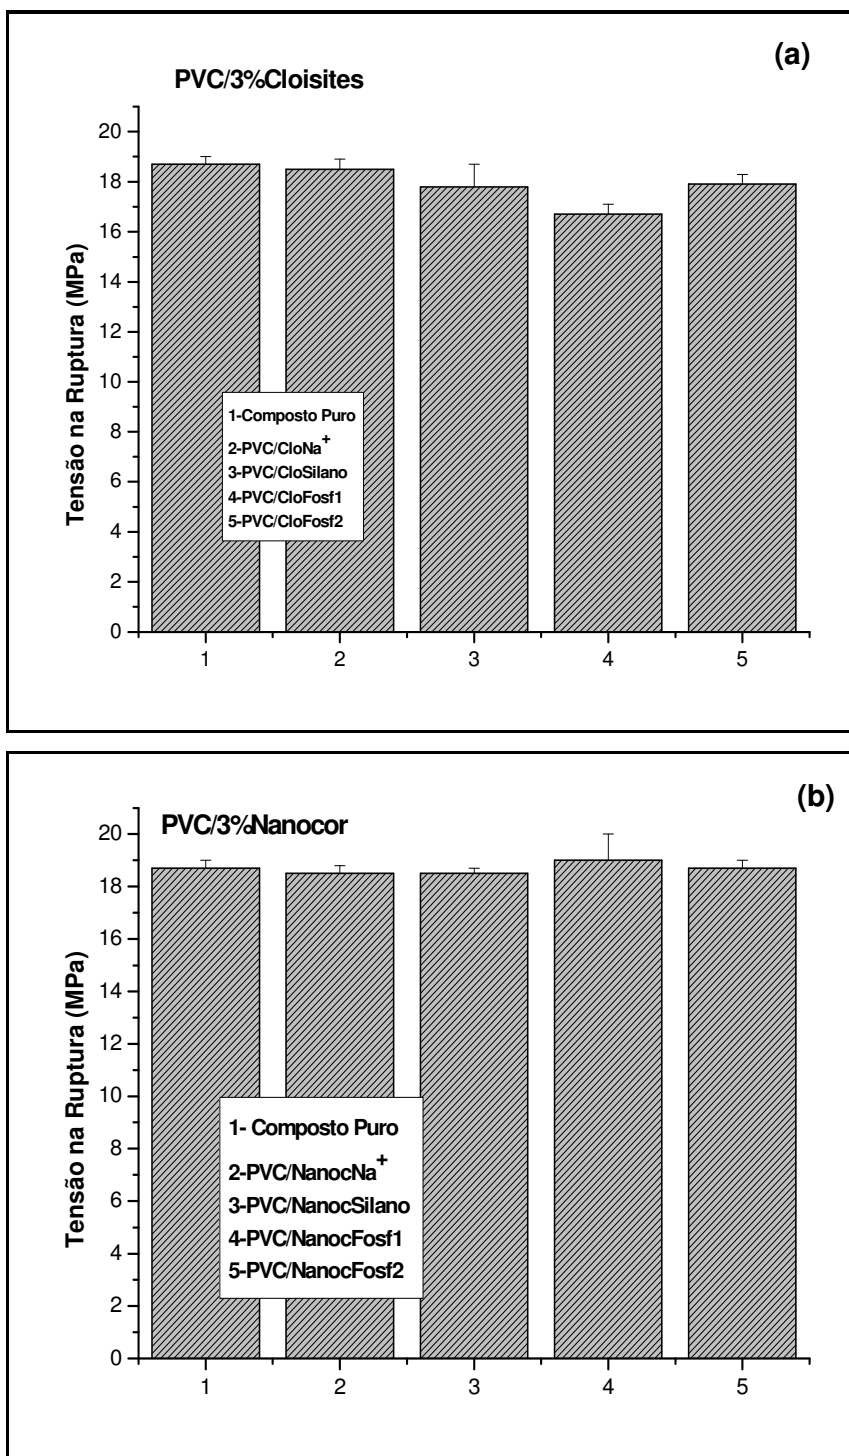 (a)
PVC/3%Cloisites
Tensão na Ruptura (MPa)
20
18
16
14
12
10
8
6
4
2
0
1-Composto Puro
2-PVC/CloNa+
3-PVC/CloSilano
4-PVC/CloFosf1
5-PVC/CloFosf2
1 2 3 4 5
(b)
PVC/3%Nanocor
Tensão na Ruptura (MPa)
20
18
16
14
12
10
8
6
4
2
0
1- Composto Puro
2-PVC/NanocNa+
3-PVC/NanocSilano
4-PVC/NanocFosf1
5-PVC/NanocFosf2
1 2 3 4 5